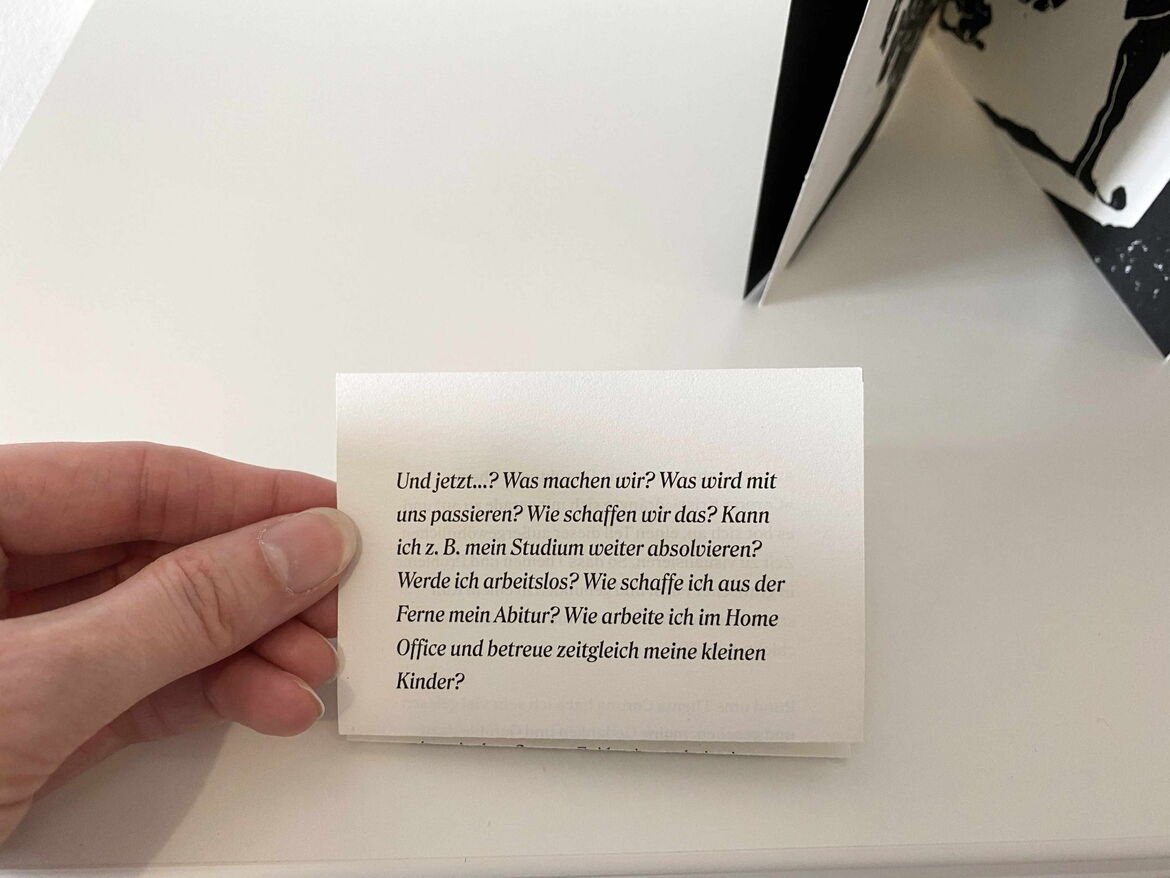 Und jetzt...? Was machen wir? Was wird mit
uns passieren? Wie schaffen wir das? Kann
ich z. B. mein Studium weiter absolvieren?
Werde ich arbeitslos? Wie schaffe ich aus der
Ferne mein Abitur? Wie arbeite ich im Home
Office und betreue zeitgleich meine kleinen
Kinder?